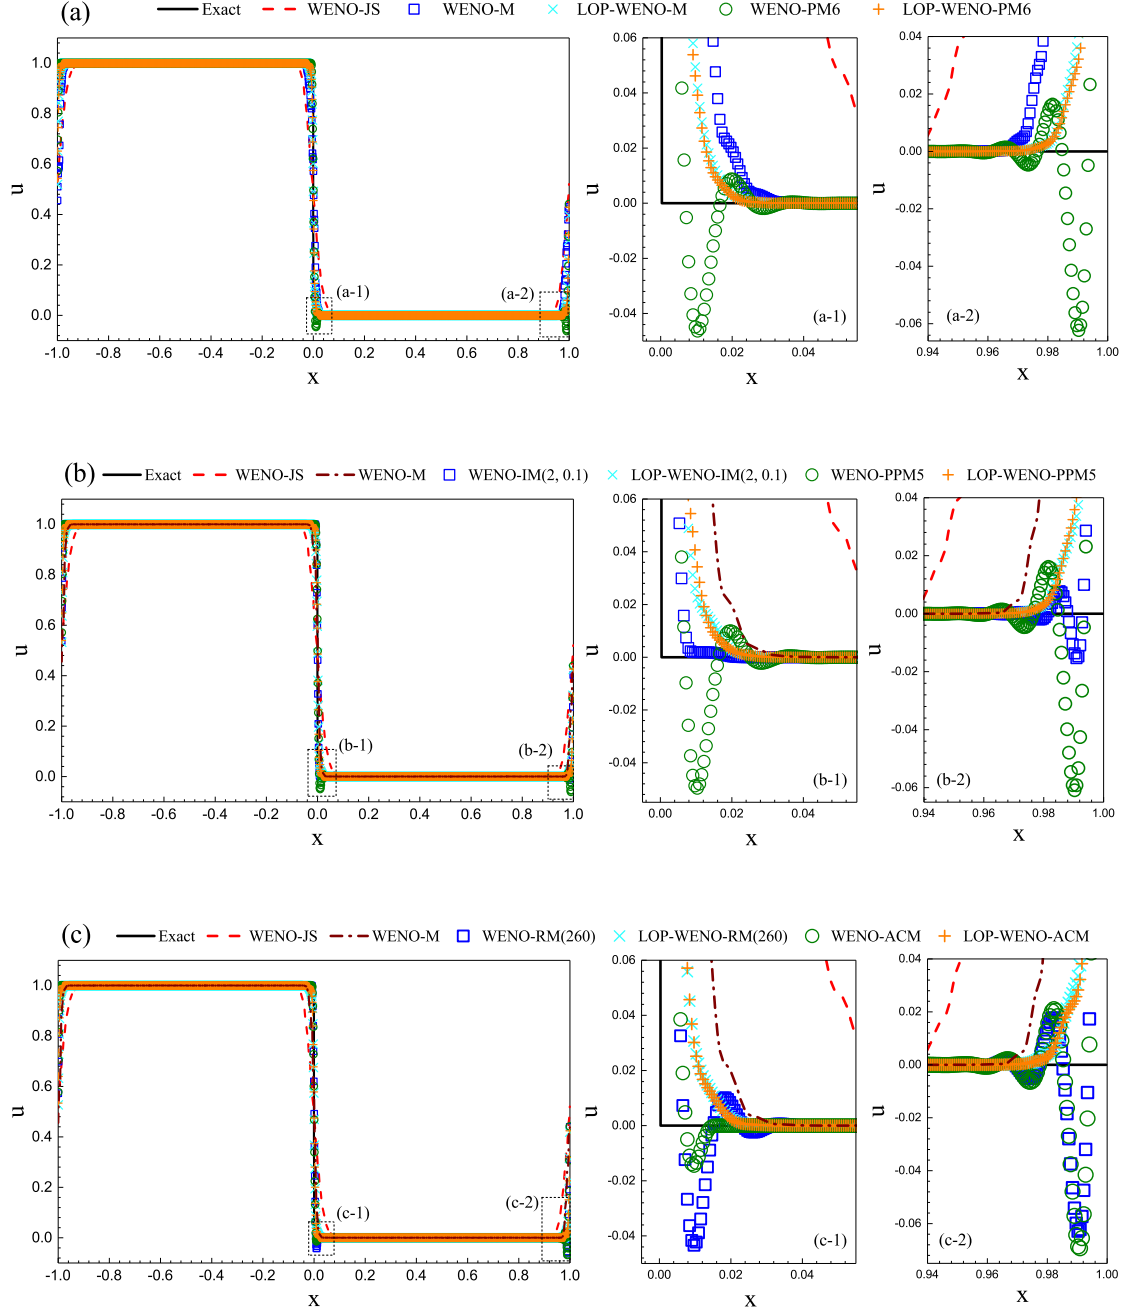 (a) Exact WENO-JS WENO-M LOP-WENO-M WENO-PM6 LOP-WENO-PM6
1.0
0.8
0.6
0.4
0.2
0.0
u
(a-1)
(a-2)
-1.0 -0.8 -0.6 -0.4 -0.2 0.0 0.2 0.4 0.6 0.8 1.0
x
0.06
0.04
0.02
0.00
-0.02
-0.04
u
(a-1)
0.00 0.02 0.04
x
0.04
0.02
0.00
-0.02
-0.04
-0.06
u
(a-2)
0.94 0.96 0.98 1.00
x
(b) Exact WENO-JS WENO-M WENO-IM(2, 0.1) LOP-WENO-IM(2, 0.1) WENO-PPM5 LOP-WENO-PPM5
1.0
0.8
0.6
0.4
0.2
0.0
u
(b-1)
(b-2)
-1.0 -0.8 -0.6 -0.4 -0.2 0.0 0.2 0.4 0.6 0.8 1.0
x
0.06
0.04
0.02
0.00
-0.02
-0.04
u
(b-1)
0.00 0.02 0.04
x
0.04
0.02
0.00
-0.02
-0.04
-0.06
u
(b-2)
0.94 0.96 0.98 1.00
x
(c) Exact WENO-JS WENO-M WENO-RM(260) LOP-WENO-RM(260) WENO-ACM LOP-WENO-ACM
1.0
0.8
0.6
0.4
0.2
0.0
u
(c-1)
(c-2)
-1.0 -0.8 -0.6 -0.4 -0.2 0.0 0.2 0.4 0.6 0.8 1.0
x
0.06
0.04
0.02
0.00
-0.02
-0.04
u
(c-1)
0.00 0.02 0.04
x
0.04
0.02
0.00
-0.02
-0.04
-0.06
u
(c-2)
0.94 0.96 0.98 1.00
x